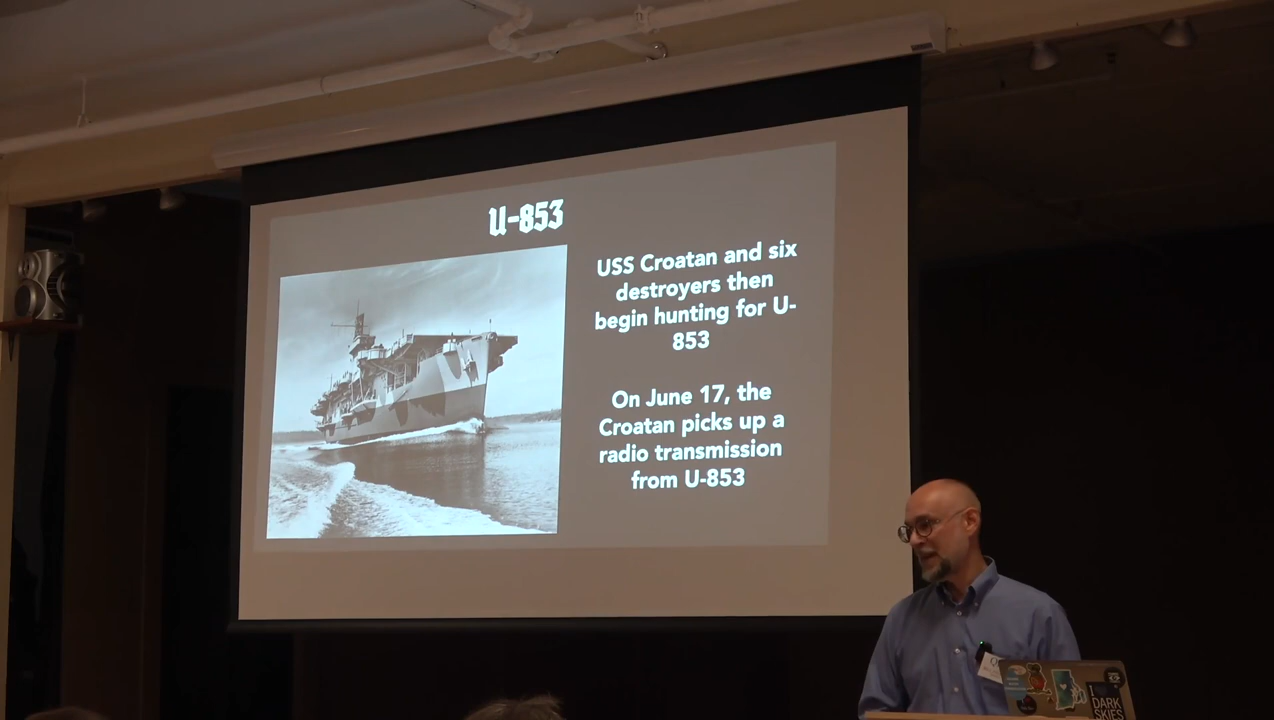 U-853
USS Croatan and six
destroyers then
begin hunting for U-
853
On June 17, the
Croatan picks up a
radio transmission
from U-853
I
DARK
SKIES